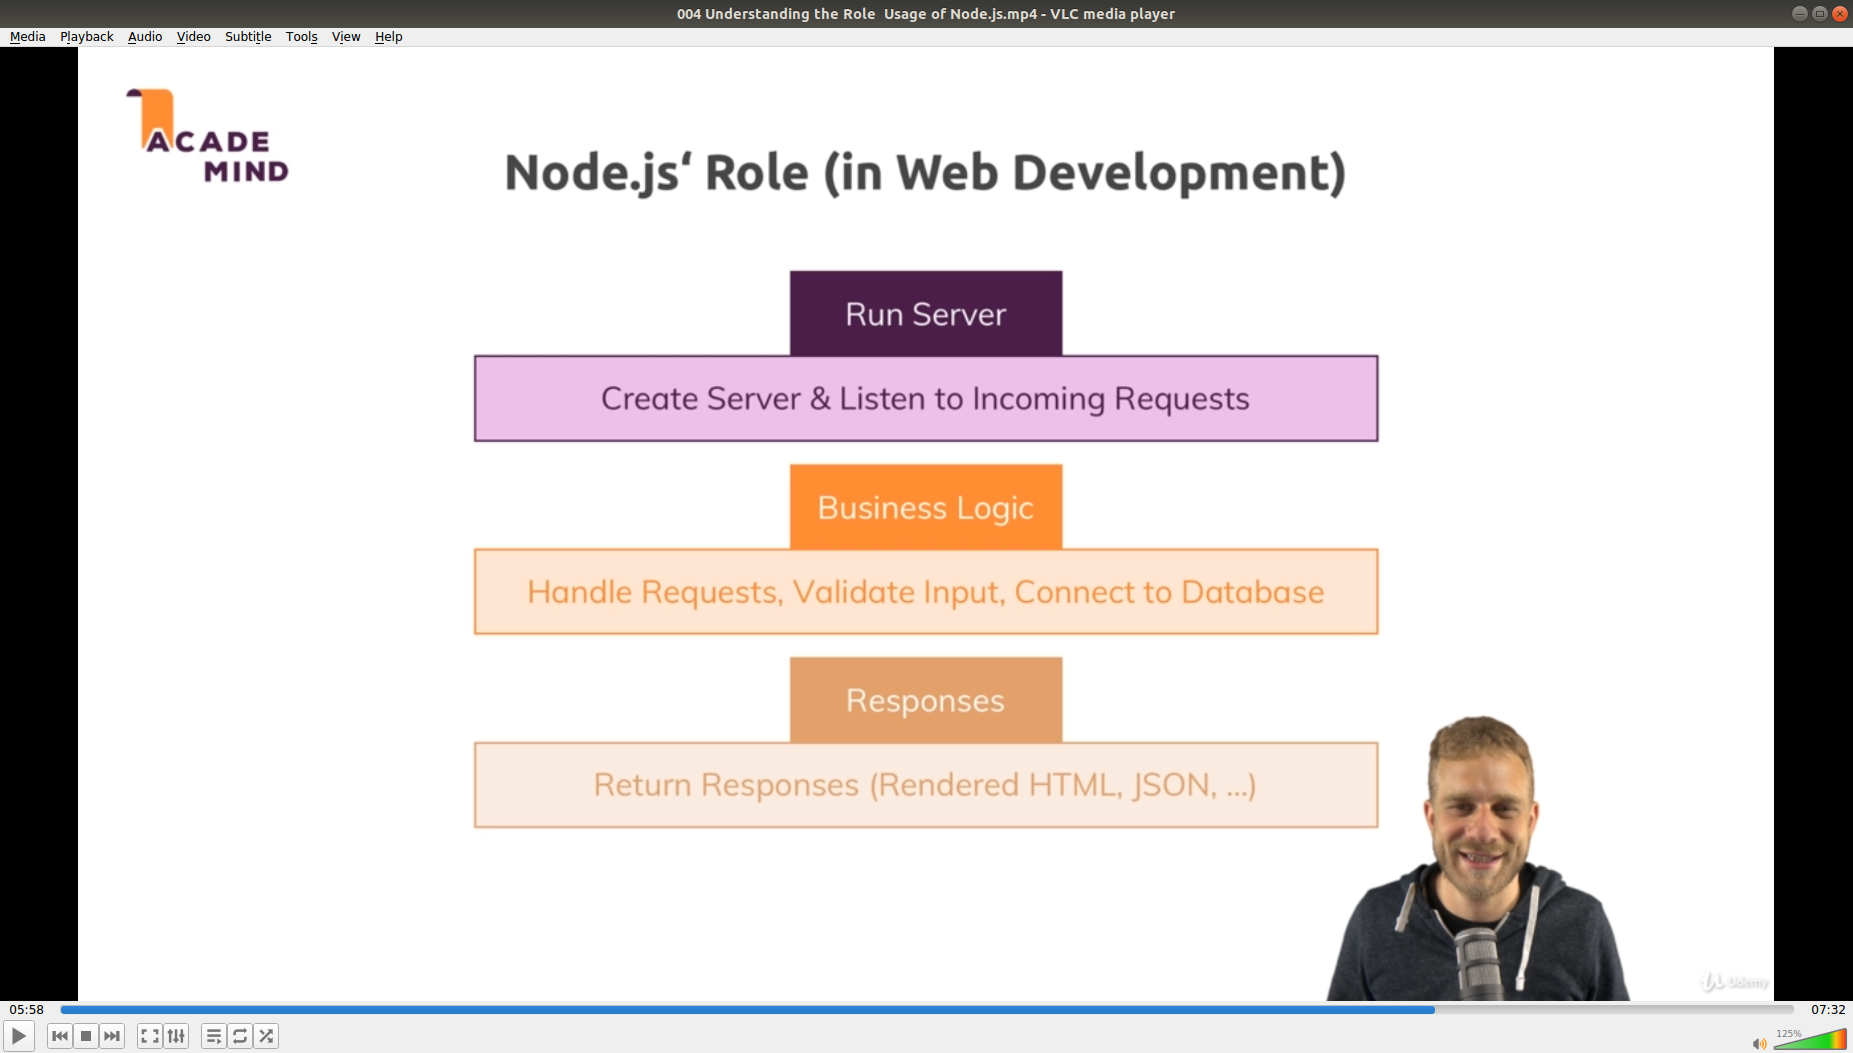 004 Understanding the Role  Usage of Node.js.mp4 - VLC media player
Media Playback Audio Video Subtitle Tools View Help
ACADE
MIND
Node.js‘ Role (in Web Development)
Run Server
Create Server & Listen to Incoming Requests
Business Logic
Handle Requests, Validate Input, Connect to Database
Responses
Return Responses (Rendered HTML, JSON, ...)
Udemy
05:58 07:32
125%